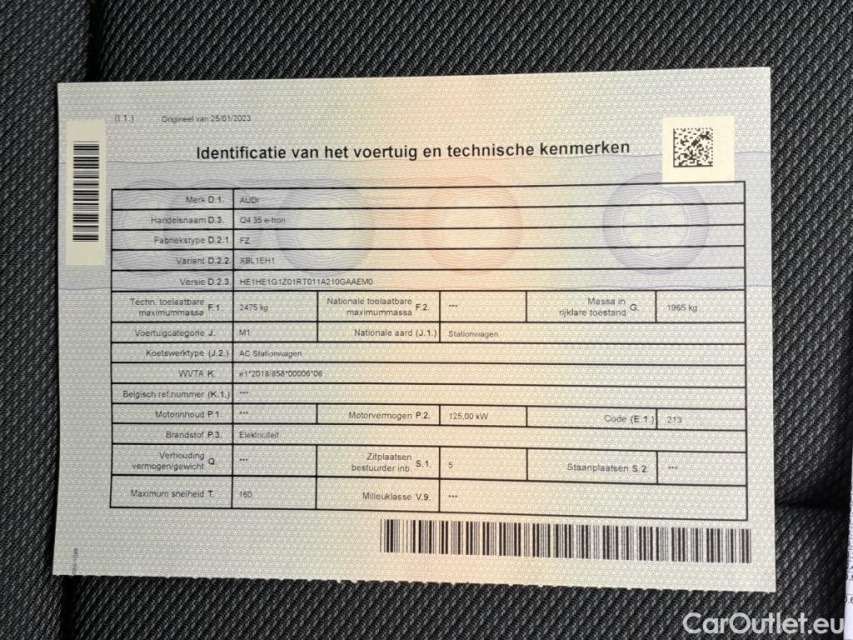 (I.1.) Origineel van 25/01/2023
Identificatie van het voertuig en technische kenmerken
Merk D.1. AUDI
Handelsnaam D.3. Q4 35 e-tron
Fabriekstype D.2.1 FZ
Variant D.2.2. XBL1EH1
Versie D.2.3. HE1HE1G1Z01RT011A210GAAEM0
Techn. toelaatbare maximummassa F.1. 2475 kg Nationale toelaatbare maximummassa F.2. *** Massa in rijklare toestand G. 1965 kg
Voertuigcategorie J. M1 Nationale aard (J.1.) Stationwagen
Koetswerktype (J.2.) AC Stationwagen
WVTA K. e1*2018/858*00006*06
Belgisch ref.nummer (K.1.) ***
Motorinhoud P.1. *** Motorvermogen P.2. 125,00 kW Code (E.1.) 213
Brandstof P.3. Elektriciteit
Verhouding vermogen/gewicht Q. *** Zitplaatsen bestuurder inb. S.1. 5 Staanplaatsen S.2. ***
Maximum snelheid T. 160 Milieuklasse V.9. ***
CarOutlet.eu